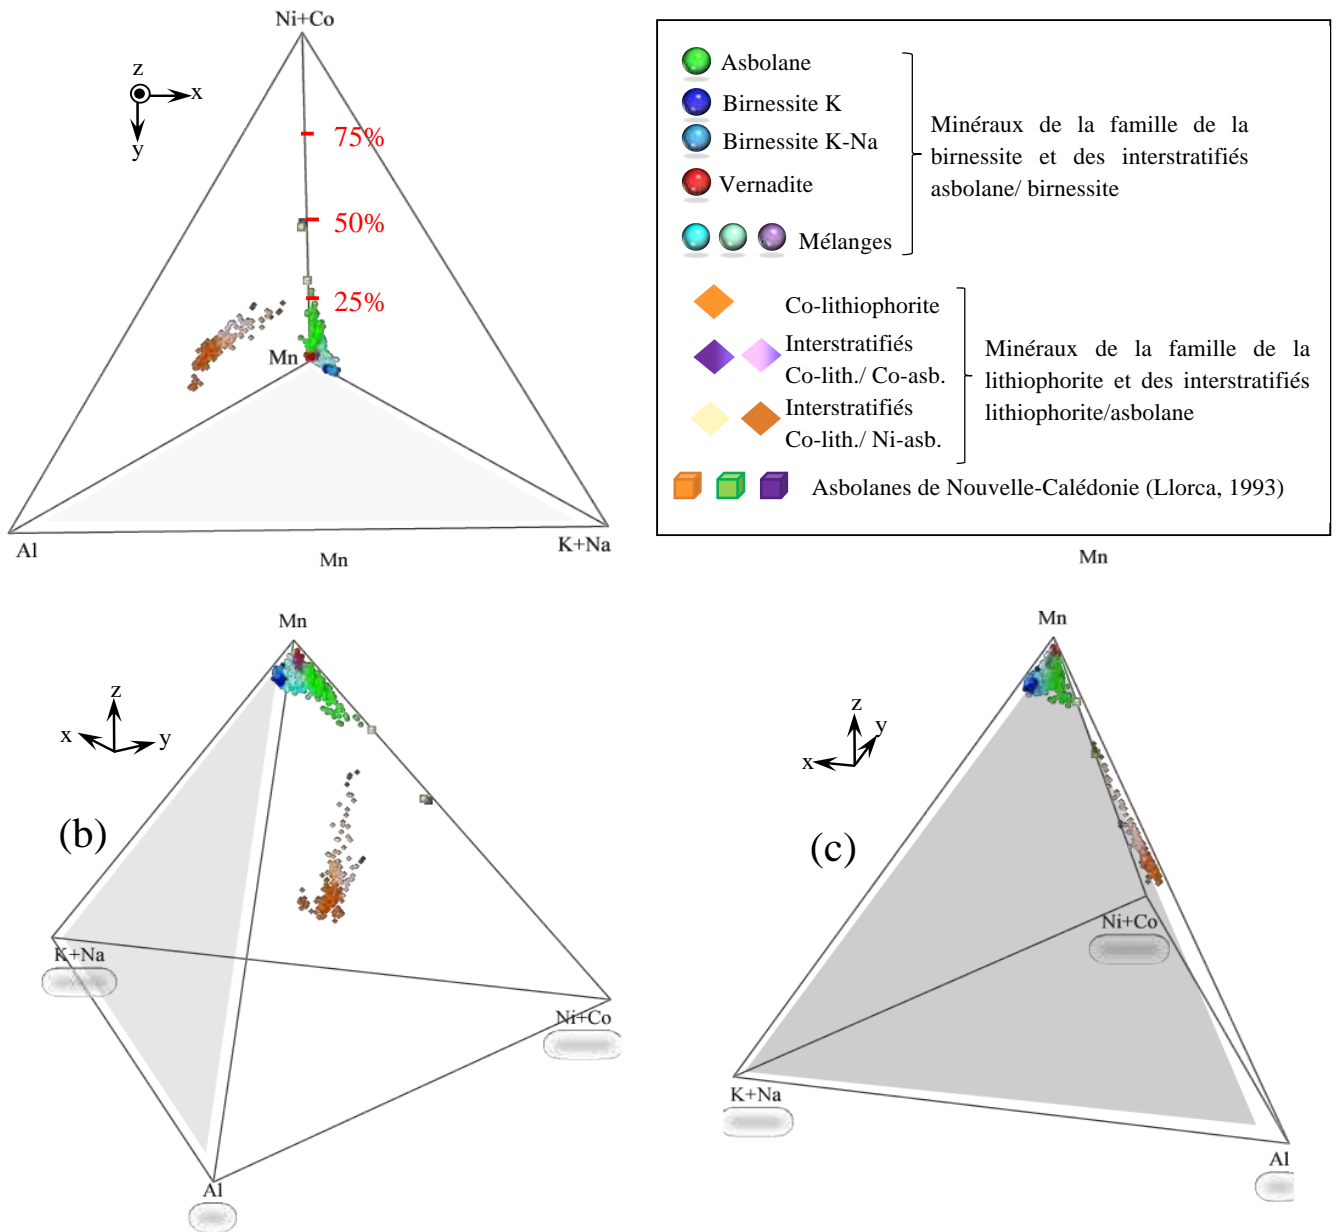 Ni+Co
z
x
y
75%
50%
25%
Mn
Al
K+Na
Mn
Asbolane
Birnessite K
Birnessite K-Na
Vernadite
Mélanges
Minéraux de la famille de la
birnessite et des interstratifiés
asbolane/ birnessite
Co-lithiophorite
Interstratifiés
Co-lith./ Co-asb.
Interstratifiés
Co-lith./ Ni-asb.
Minéraux de la famille de la
lithiophorite et des interstratifiés
lithiophorite/asbolane
Asbolanes de Nouvelle-Calédonie (Llorca, 1993)
Mn
Mn
z
x
y
(b)
K+Na
Ni+Co
Al
Mn
z
y
x
(c)
Ni+Co
K+Na
Al